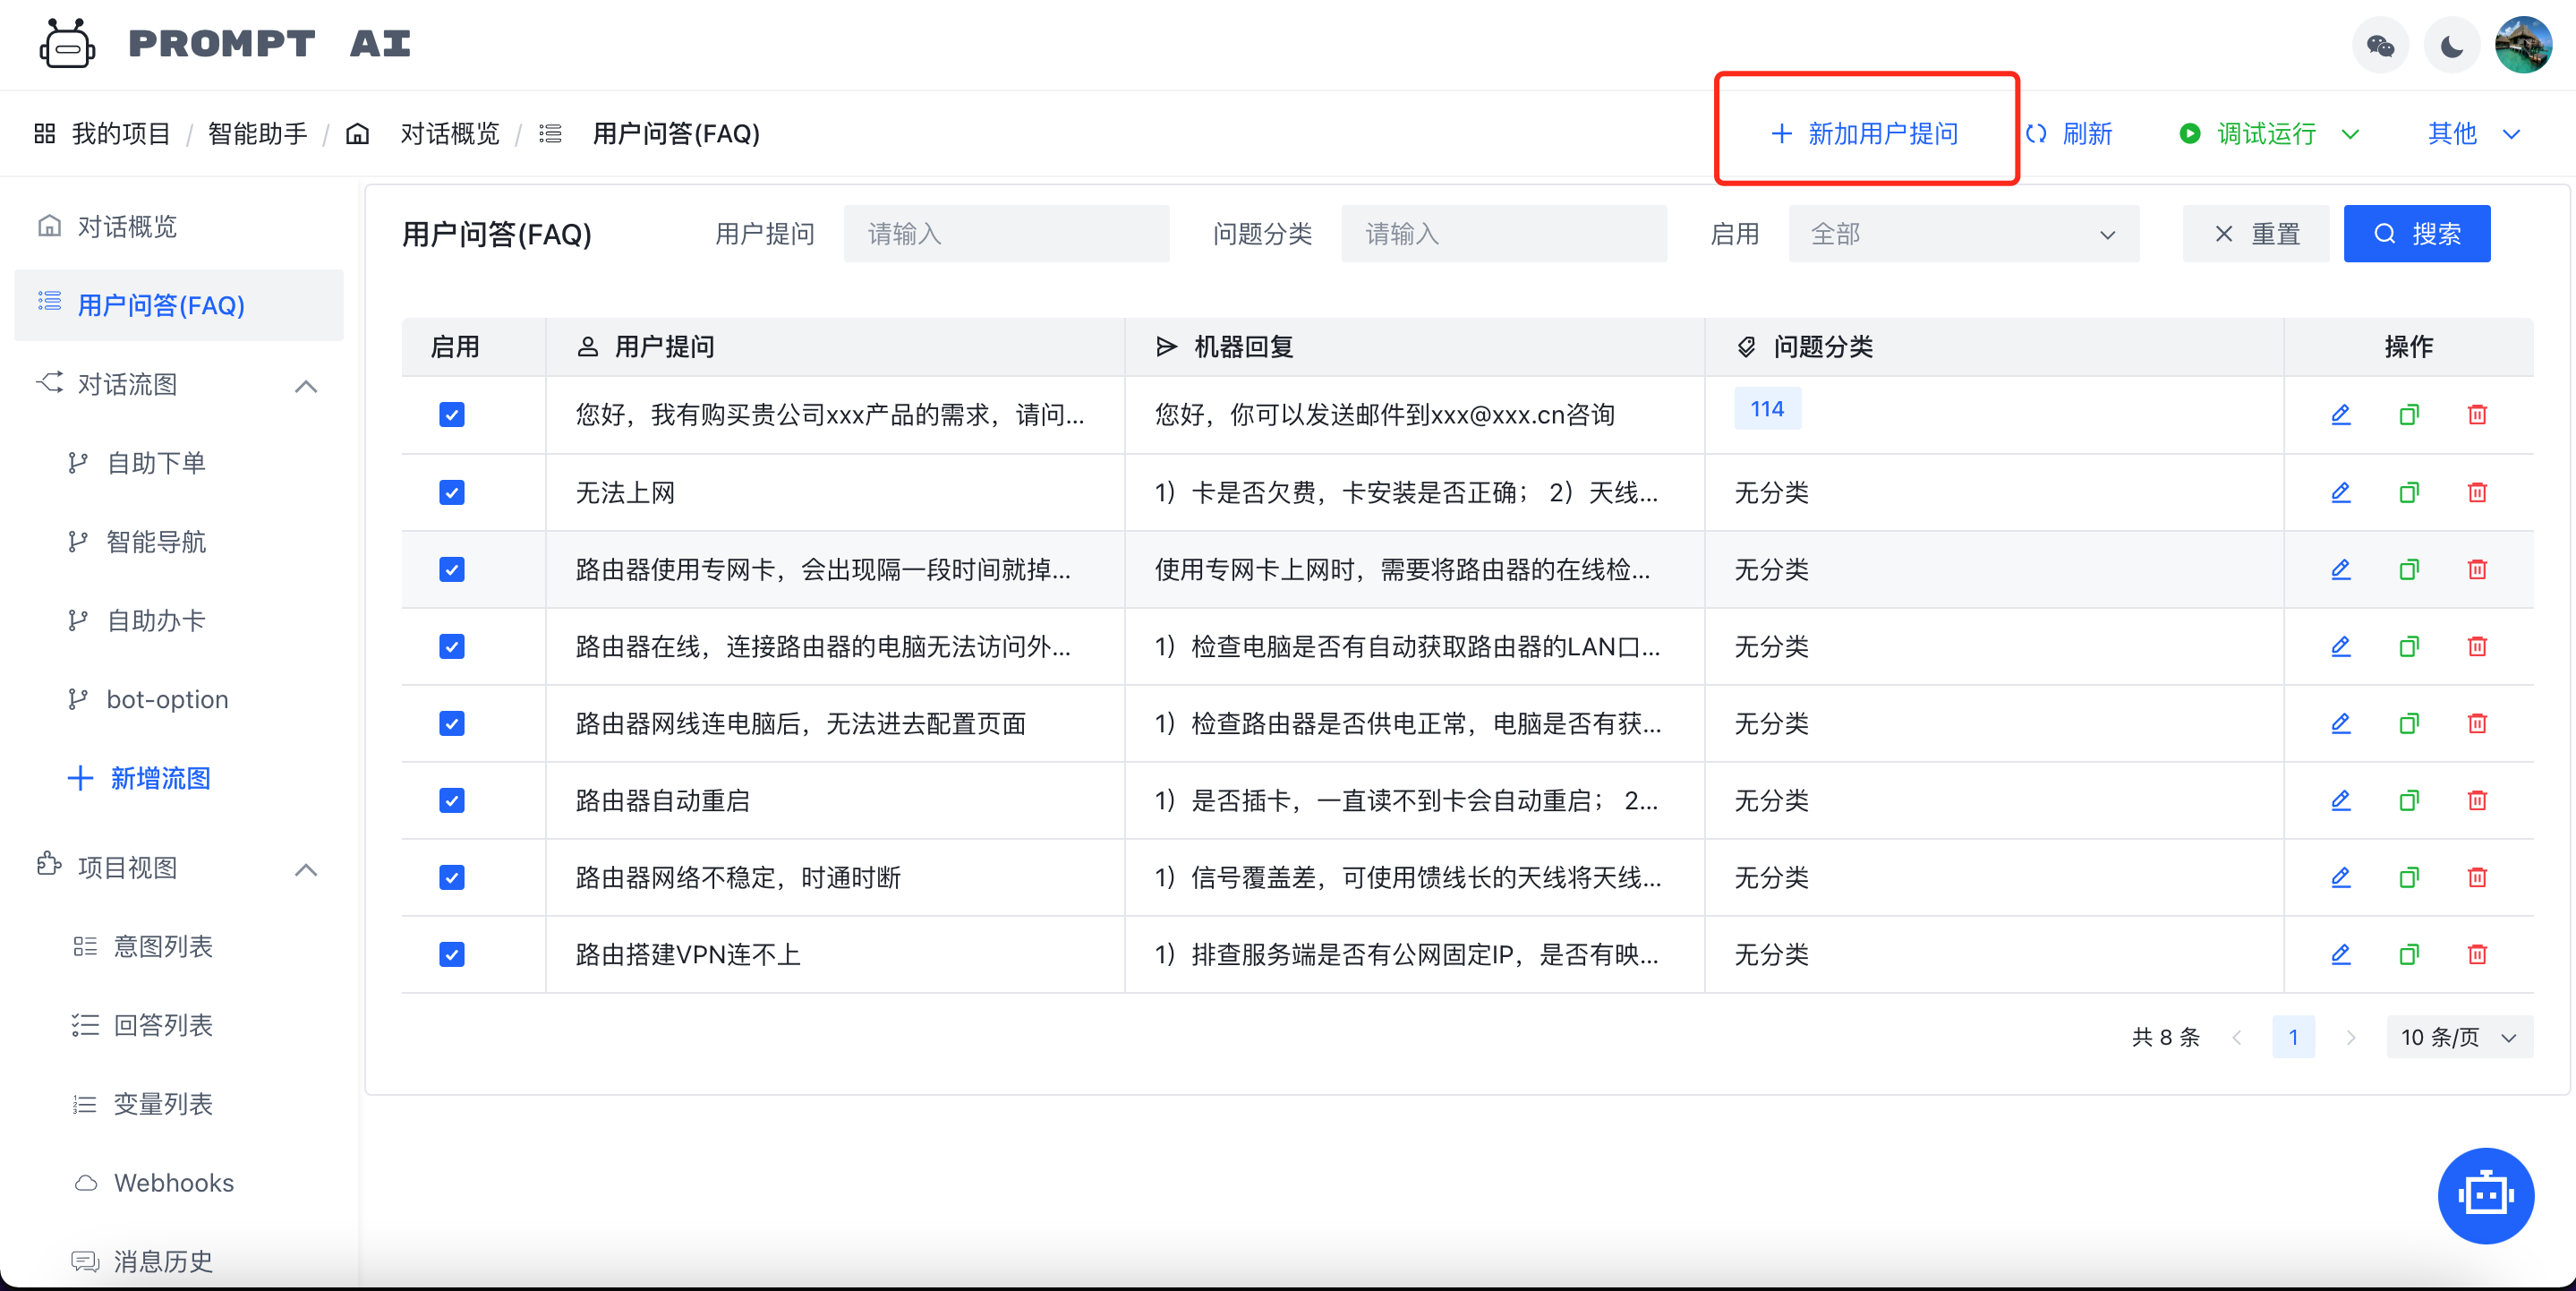 PROMPT AI
我的项目 / 智能助手 / 对话概览 / 用户问答(FAQ)
新加用户提问
刷新
调试运行
其他
对话概览
用户问答(FAQ)
对话流图
自助下单
智能导航
自助办卡
bot-option
新增流图
项目视图
意图列表
回答列表
变量列表
Webhooks
消息历史
用户问答(FAQ) 用户提问 请输入 问题分类 请输入 启用 全部 重置 搜索
启用 用户提问 机器回复 问题分类 操作
您好，我有购买贵公司xxx产品的需求，请问... 您好，你可以发送邮件到xxx@xxx.cn咨询 114
无法上网 1）卡是否欠费，卡安装是否正确； 2）天线... 无分类
路由器使用专网卡，会出现隔一段时间就掉... 使用专网卡上网时，需要将路由器的在线检... 无分类
路由器在线，连接路由器的电脑无法访问外... 1）检查电脑是否有自动获取路由器的LAN口... 无分类
路由器网线连电脑后，无法进去配置页面 1）检查路由器是否供电正常，电脑是否有获... 无分类
路由器自动重启 1）是否插卡，一直读不到卡会自动重启； 2... 无分类
路由器网络不稳定，时通时断 1）信号覆盖差，可使用馈线长的天线将天线... 无分类
路由搭建VPN连不上 1）排查服务端是否有公网固定IP，是否有映... 无分类
共 8 条 1 10 条/页